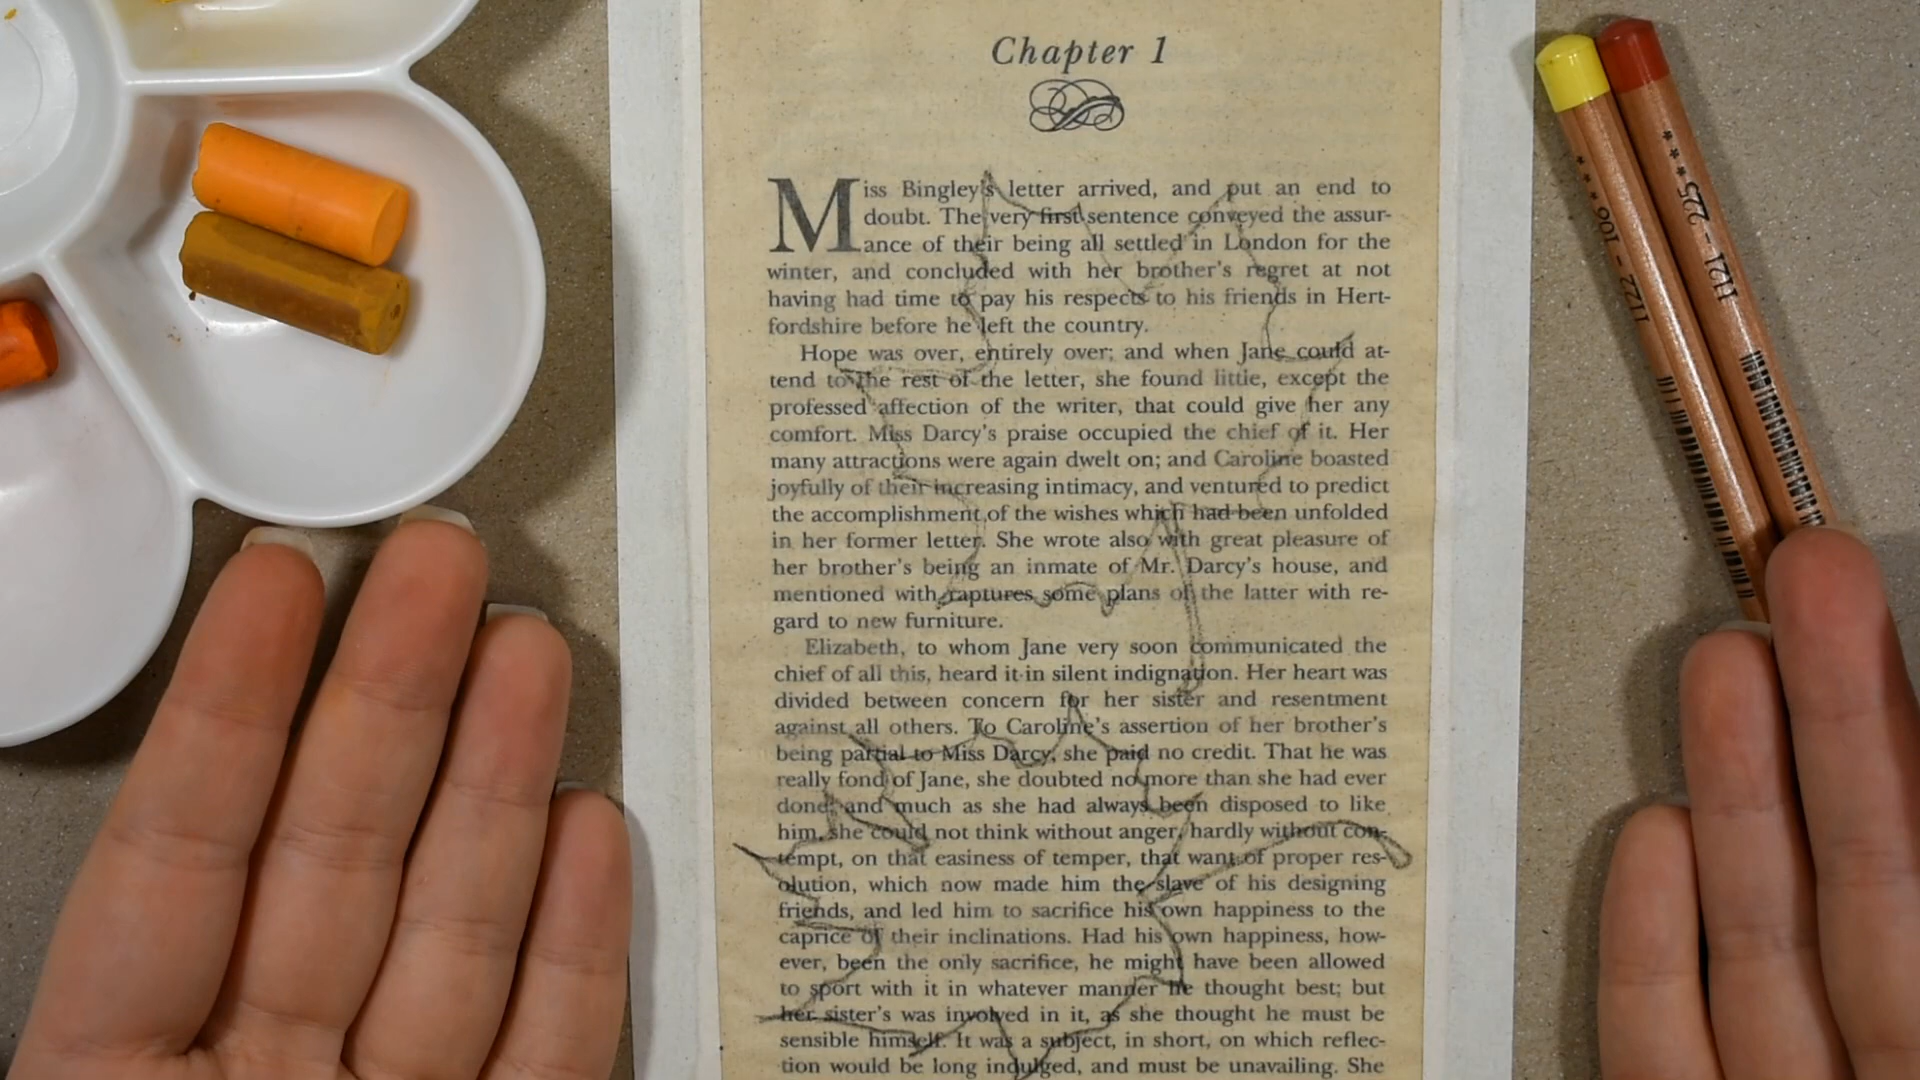 Chapter 1
Miss Bingley's letter arrived, and put an end to
doubt. The very first sentence conveyed the assur-
ance of their being all settled in London for the
winter, and concluded with her brother's regret at not
having had time to pay his respects to his friends in Hert-
fordshire before he left the country.
Hope was over, entirely over; and when Jane could at-
tend to the rest of the letter, she found little, except the
professed affection of the writer, that could give her any
comfort. Miss Darcy's praise occupied the chief of it. Her
many attractions were again dwelt on; and Caroline boasted
joyfully of their increasing intimacy, and ventured to predict
the accomplishment of the wishes which had been unfolded
in her former letter. She wrote also with great pleasure of
her brother's being an inmate of Mr. Darcy's house, and
mentioned with raptures some plans of the latter with re-
gard to new furniture.
Elizabeth, to whom Jane very soon communicated the
chief of all this, heard it in silent indignation. Her heart was
divided between concern for her sister and resentment
against all others. To Caroline's assertion of her brother's
being partial to Miss Darcy, she paid no credit. That he was
really fond of Jane, she doubted no more than she had ever
done; and much as she had always been disposed to like
him, she could not think without anger, hardly without con-
tempt, on that easiness of temper, that want of proper res-
olution, which now made him the slave of his designing
friends, and led him to sacrifice his own happiness to the
caprice of their inclinations. Had his own happiness, how-
ever, been the only sacrifice, he might have been allowed
to sport with it in whatever manner he thought best; but
her sister's was involved in it, as she thought he must be
sensible himself. It was a subject, in short, on which reflec-
tion would be long indulged, and must be unavailing. She
1122 - 106 ****
1121 - 225 ****